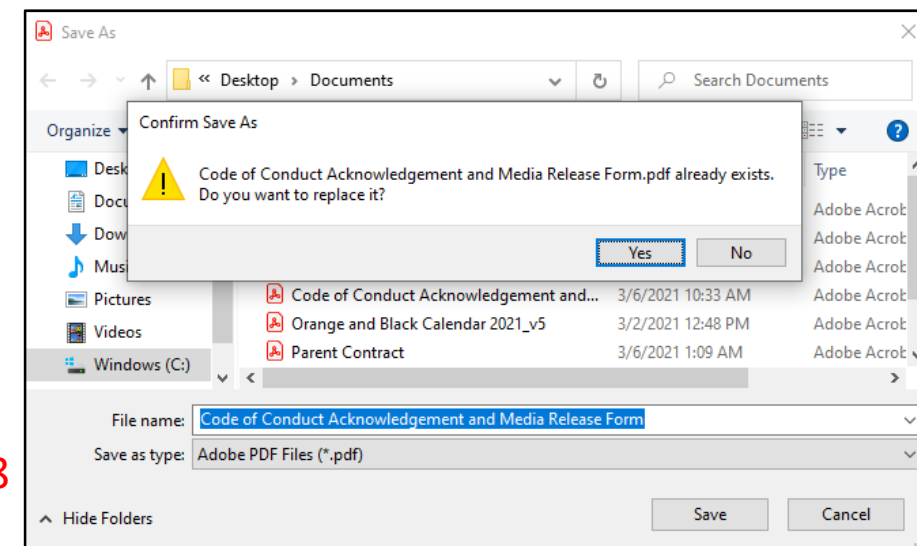 Save As
« Desktop › Documents
Search Documents
Organize
Confirm Save As
Code of Conduct Acknowledgement and Media Release Form.pdf already exists.
Do you want to replace it?
Yes No
Type
Desk
Docu
Dow
Musi
Pictures
Videos
Windows (C:)
Adobe Acrob
Adobe Acrob
Adobe Acrob
Code of Conduct Acknowledgement and... 3/6/2021 10:33 AM Adobe Acrob
Orange and Black Calendar 2021_v5 3/2/2021 12:48 PM Adobe Acrob
Parent Contract 3/6/2021 1:09 AM Adobe Acrob
File name: Code of Conduct Acknowledgement and Media Release Form
Save as type: Adobe PDF Files (*.pdf)
Hide Folders
Save Cancel